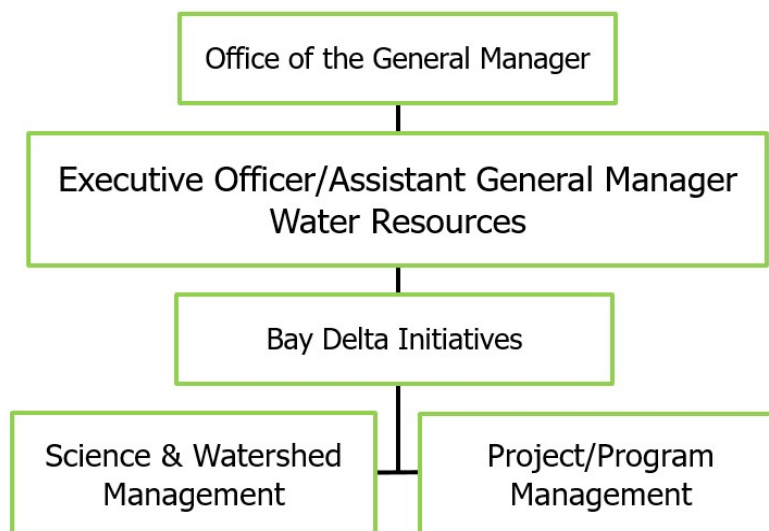 Office of the General Manager
Executive Officer/Assistant General Manager
Water Resources
Bay Delta Initiatives
Science & Watershed
Management
Project/Program
Management